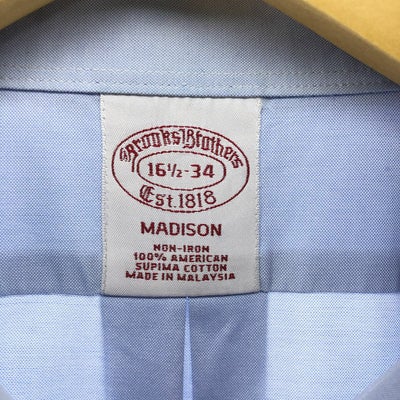 Brooks Brothers
16½-34
Est. 1818
MADISON
NON-IRON
100% AMERICAN
SUPIMA COTTON
MADE IN MALAYSIA